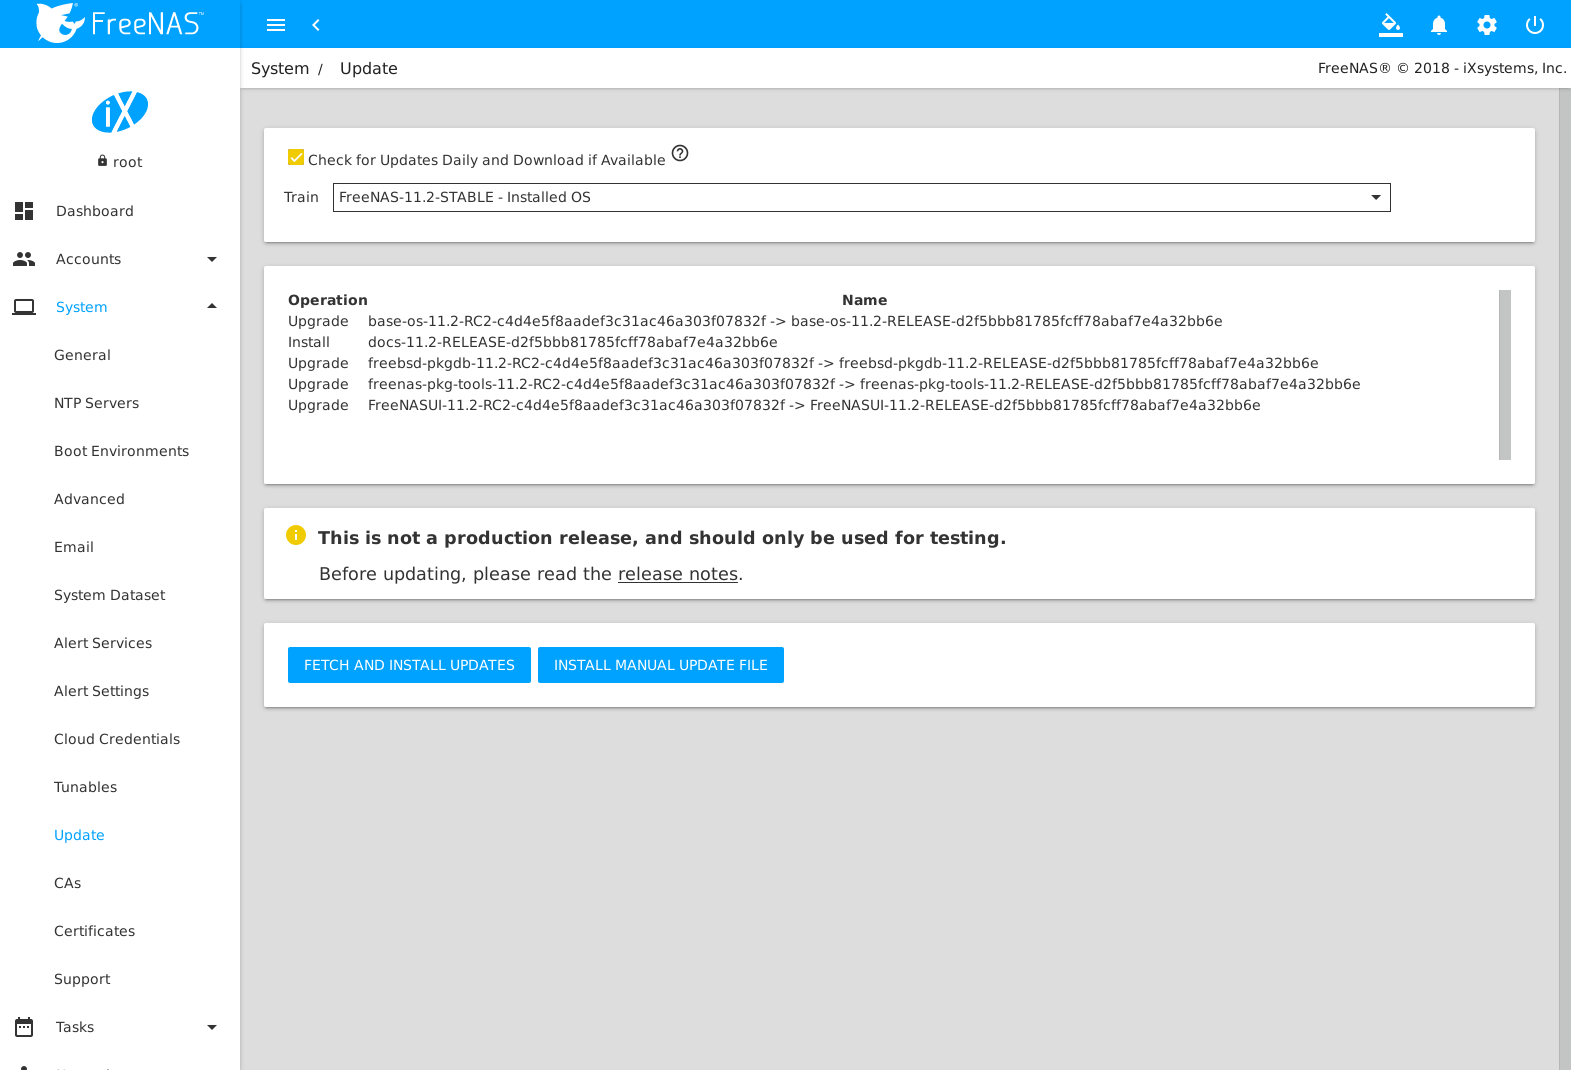 FreeNAS™
System / Update
FreeNAS® © 2018 - iXsystems, Inc.
iX
root
Dashboard
Accounts
System
General
NTP Servers
Boot Environments
Advanced
Email
System Dataset
Alert Services
Alert Settings
Cloud Credentials
Tunables
Update
CAs
Certificates
Support
Tasks
Check for Updates Daily and Download if Available
Train FreeNAS-11.2-STABLE - Installed OS
Operation Name
Upgrade base-os-11.2-RC2-c4d4e5f8aadef3c31ac46a303f07832f -> base-os-11.2-RELEASE-d2f5bbb81785fcff78abaf7e4a32bb6e
Install docs-11.2-RELEASE-d2f5bbb81785fcff78abaf7e4a32bb6e
Upgrade freebsd-pkgdb-11.2-RC2-c4d4e5f8aadef3c31ac46a303f07832f -> freebsd-pkgdb-11.2-RELEASE-d2f5bbb81785fcff78abaf7e4a32bb6e
Upgrade freenas-pkg-tools-11.2-RC2-c4d4e5f8aadef3c31ac46a303f07832f -> freenas-pkg-tools-11.2-RELEASE-d2f5bbb81785fcff78abaf7e4a32bb6e
Upgrade FreeNASUI-11.2-RC2-c4d4e5f8aadef3c31ac46a303f07832f -> FreeNASUI-11.2-RELEASE-d2f5bbb81785fcff78abaf7e4a32bb6e
This is not a production release, and should only be used for testing.
Before updating, please read the release notes.
FETCH AND INSTALL UPDATES
INSTALL MANUAL UPDATE FILE